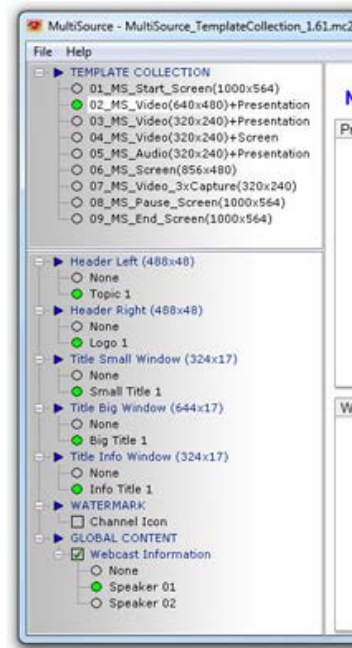 MultiSource - MultiSource_TemplateCollection_1.61.mc2
File Help
TEMPLATE COLLECTION
01_MS_Start_Screen(1000x564)
02_MS_Video(640x480)+Presentation
03_MS_Video(320x240)+Presentation
04_MS_Video(320x240)+Screen
05_MS_Audio(320x240)+Presentation
06_MS_Screen(856x480)
07_MS_Video_3xCapture(320x240)
08_MS_Pause_Screen(1000x564)
09_MS_End_Screen(1000x564)
Header Left (488x48)
None
Topic 1
Header Right (488x48)
None
Logo 1
Title Small Window (324x17)
None
Small Title 1
Title Big Window (644x17)
None
Big Title 1
Title Info Window (324x17)
None
Info Title 1
WATERMARK
Channel Icon
GLOBAL CONTENT
Webcast Information
None
Speaker 01
Speaker 02